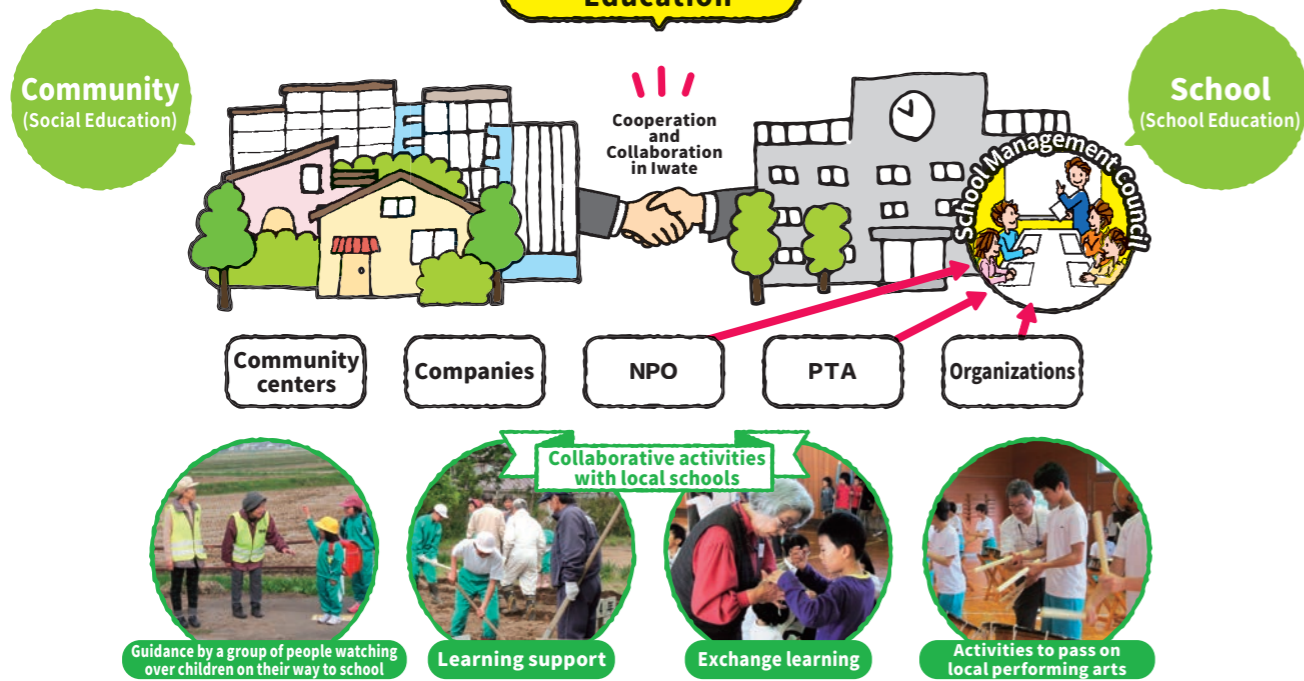 Education
Community
(Social Education)
Cooperation
and
Collaboration
in Iwate
School
(School Education)
School Management Council
Community
centers
Companies
NPO
PTA
Organizations
Collaborative activities
with local schools
Guidance by a group of people watching
over children on their way to school
Learning support
Exchange learning
Activities to pass on
local performing arts